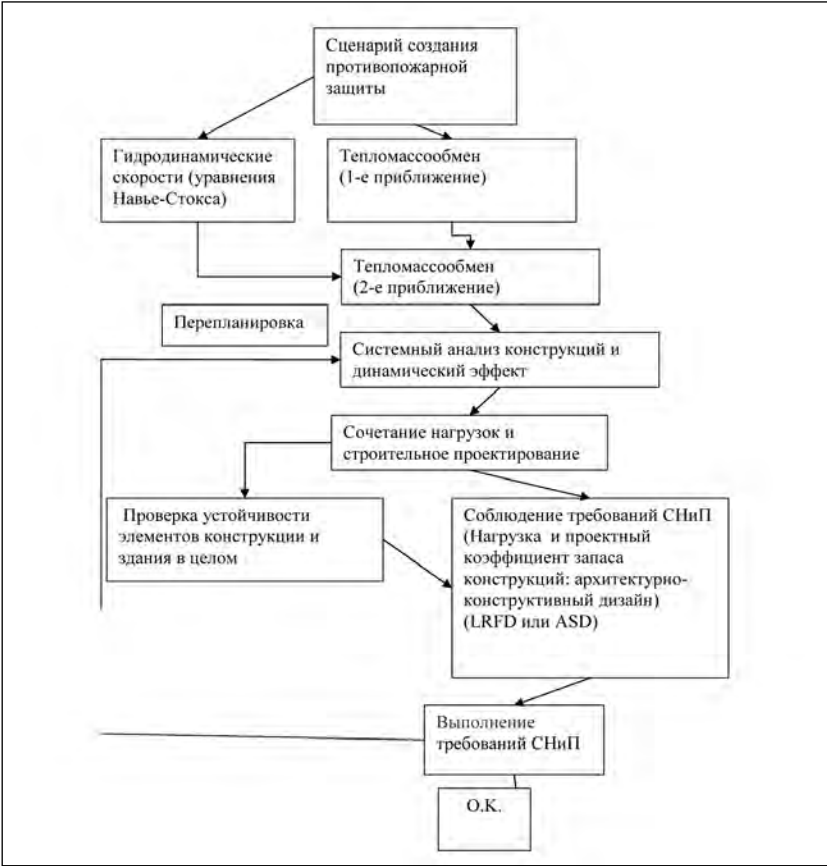 Сценарий создания
противопожарной
защиты
Гидродинамические
скорости (уравнения
Навье-Стокса)
Тепломассообмен
(1-е приближение)
Тепломассообмен
(2-е приближение)
Перепланировка
Системный анализ конструкций и
динамический эффект
Сочетание нагрузок и
строительное проектирование
Проверка устойчивости
элементов конструкции и
здания в целом
Соблюдение требований СНиП
(Нагрузка и проектный
коэффициент запаса
конструкций: архитектурно-
конструктивный дизайн)
(LRFD или ASD)
Выполнение
требований СНиП
О.К.